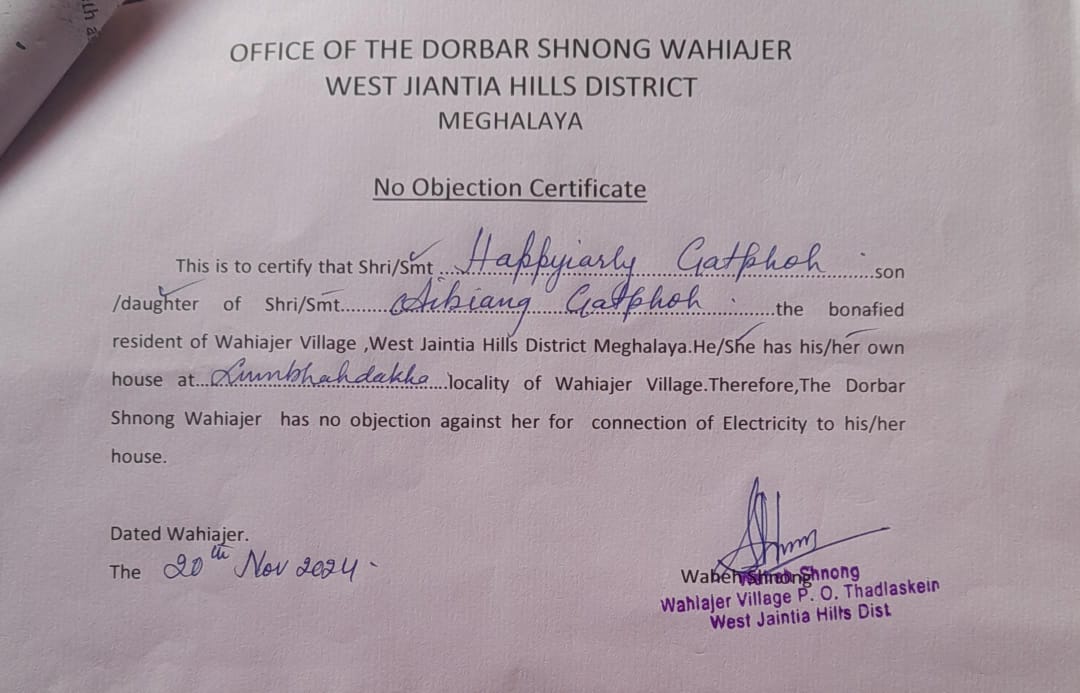 OFFICE OF THE DORBAR SHNONG WAHIAJER
WEST JIANTIA HILLS DISTRICT
MEGHALAYA
No Objection Certificate
This is to certify that Shri/Smt ... Happyiarly Gatphoh ...son
/daughter of Shri/Smt......... Aibiang Gatphoh .........the bonafied
resident of Wahiajer Village ,West Jaintia Hills District Meghalaya.He/She has his/her own
house at... Lumbhahdakha ...locality of Wahiajer Village.Therefore,The Dorbar
Shnong Wahiajer has no objection against her for connection of Electricity to his/her
house.
Dated Wahiajer.
The 20th Nov 2024.
Waheh Shnong
Shnong
Wahiajer Village P. O. Thadlaskein
West Jaintia Hills Dist